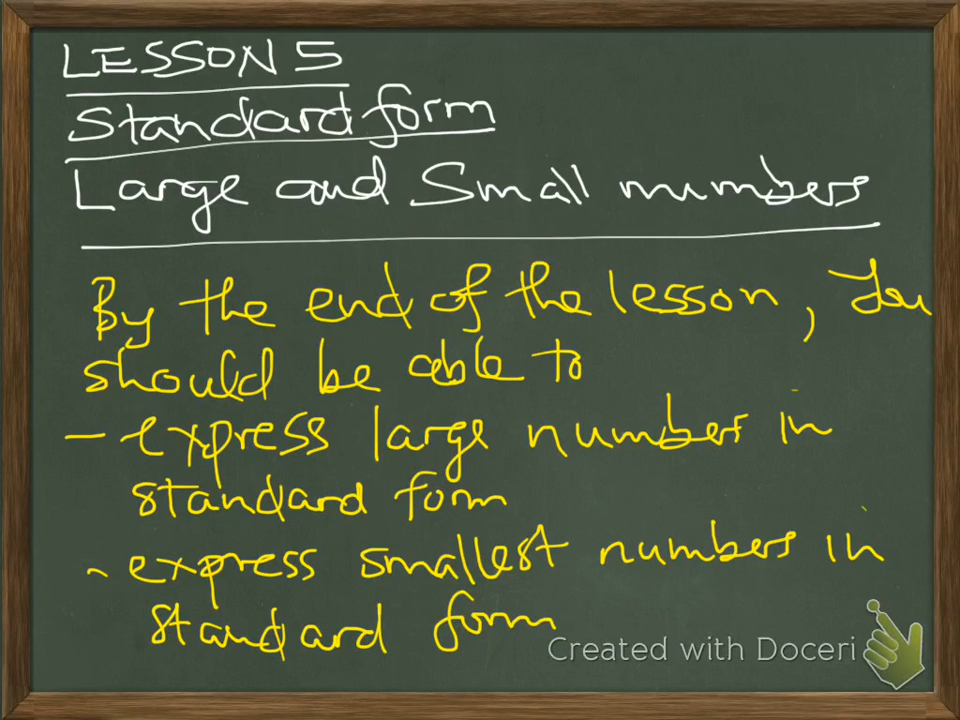 LESSON 5
Standard form
Large and Small numbers
By the end of the lesson, you
should be able to
- express large number in
standard form
- express smallest numbers in
standard form
Created with Doceri